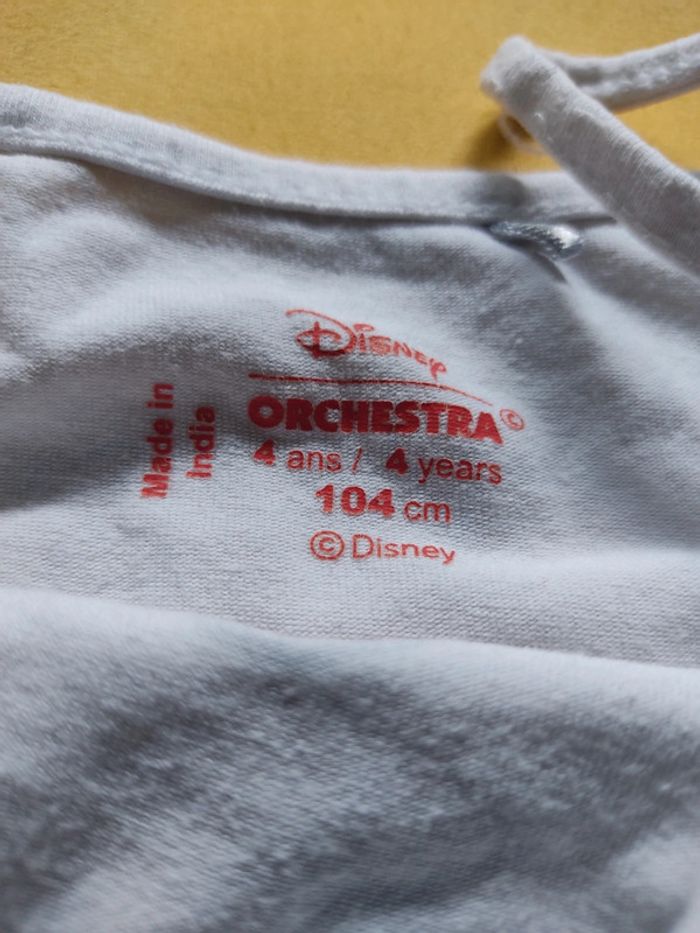 Disney
ORCHESTRA©
4 ans / 4 years
104 cm
© Disney
Made in
India